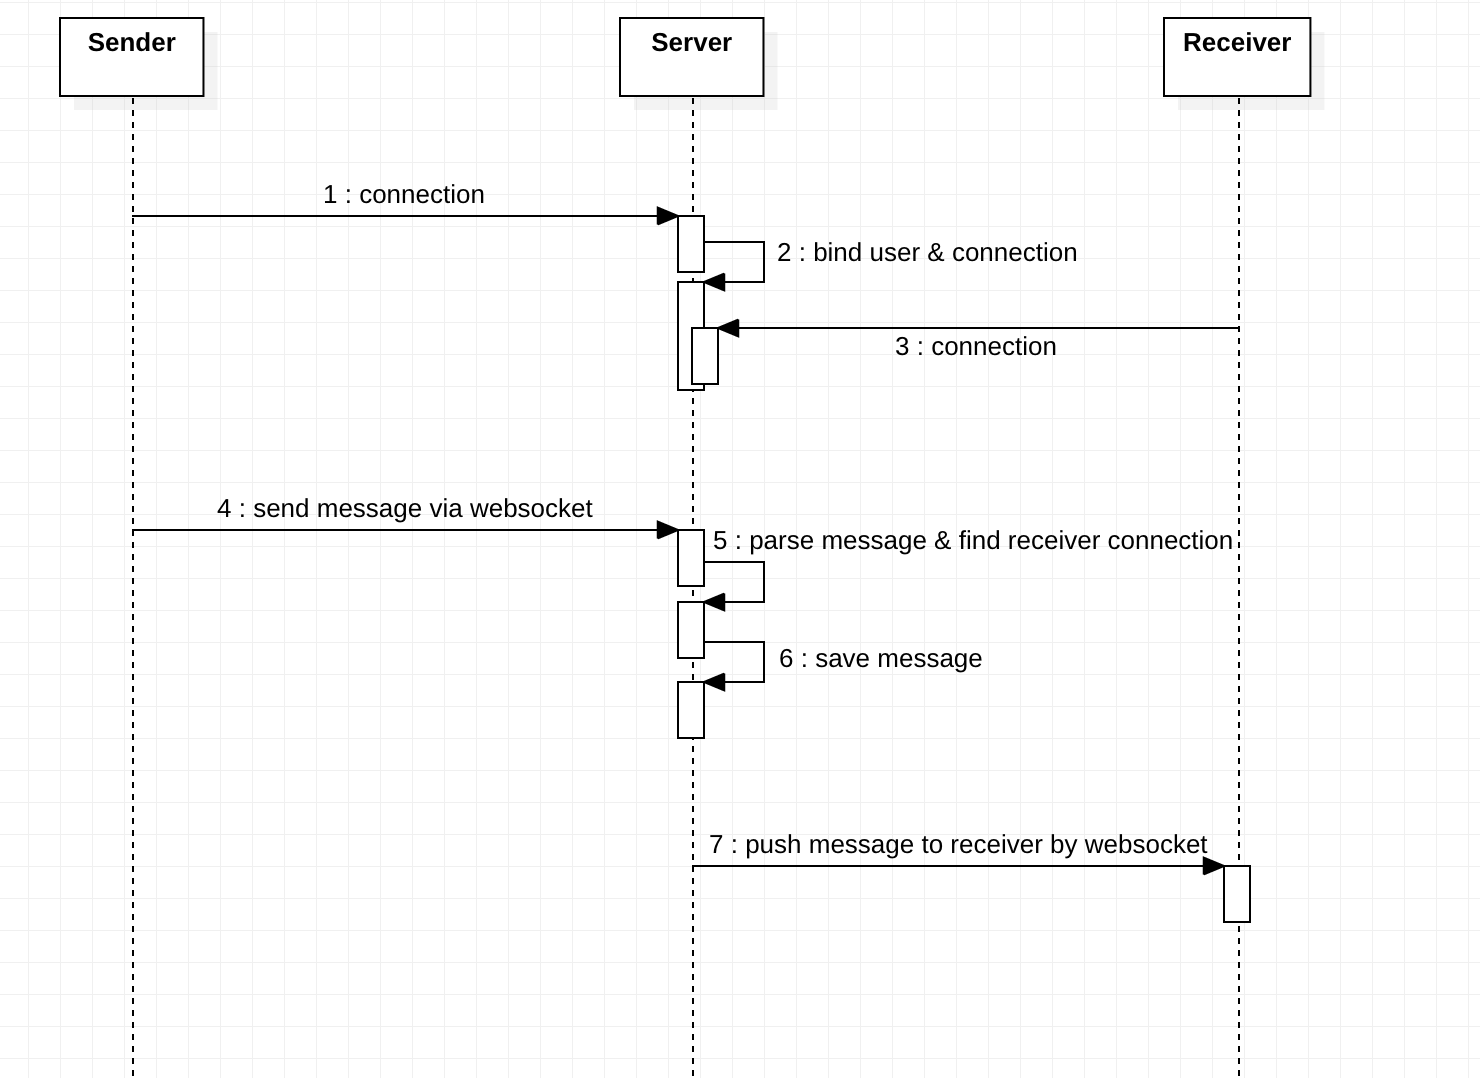 Sender
Server
Receiver
1 : connection
2 : bind user & connection
3 : connection
4 : send message via websocket
5 : parse message & find receiver connection
6 : save message
7 : push message to receiver by websocket